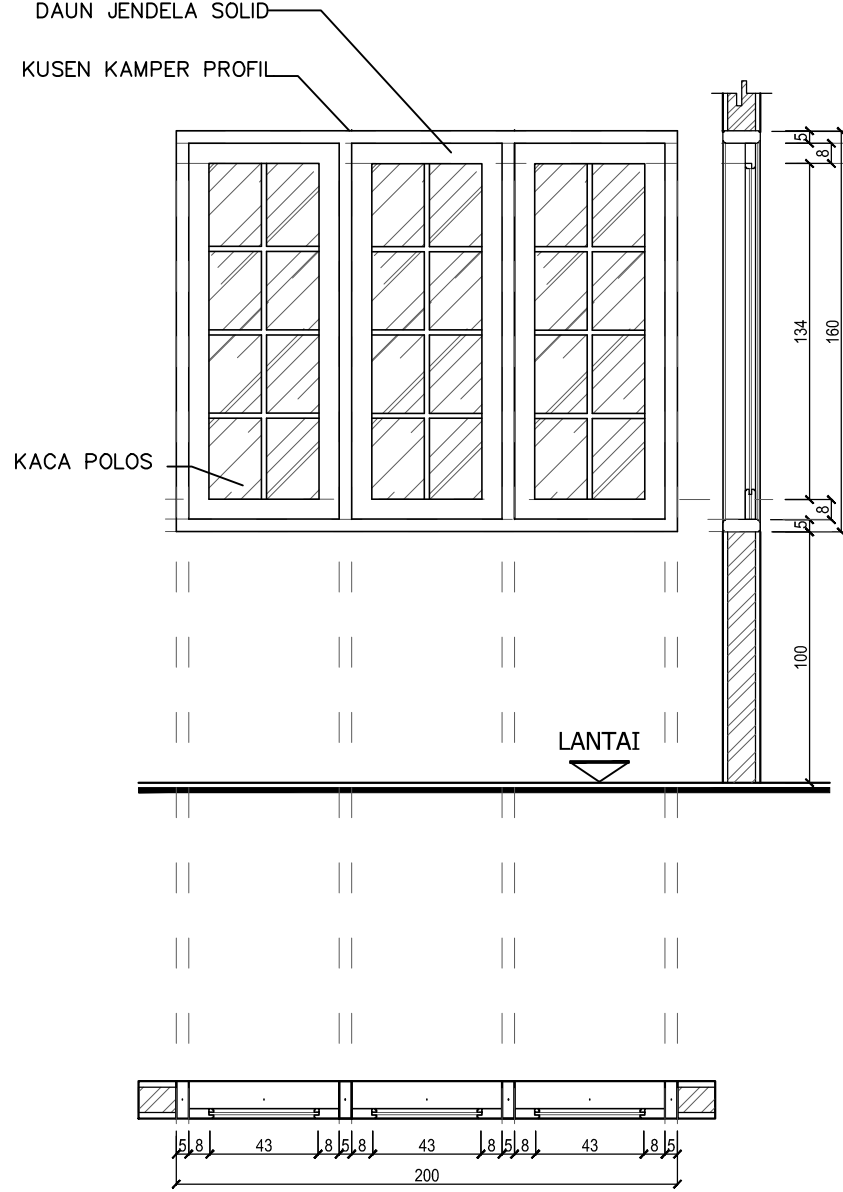 DAUN JENDELA SOLID
KUSEN KAMPER PROFIL
5
8
134
160
KACA POLOS
8
5
100
LANTAI
5 8 43 8 5 8 43 8 5 8 43 8 5
200